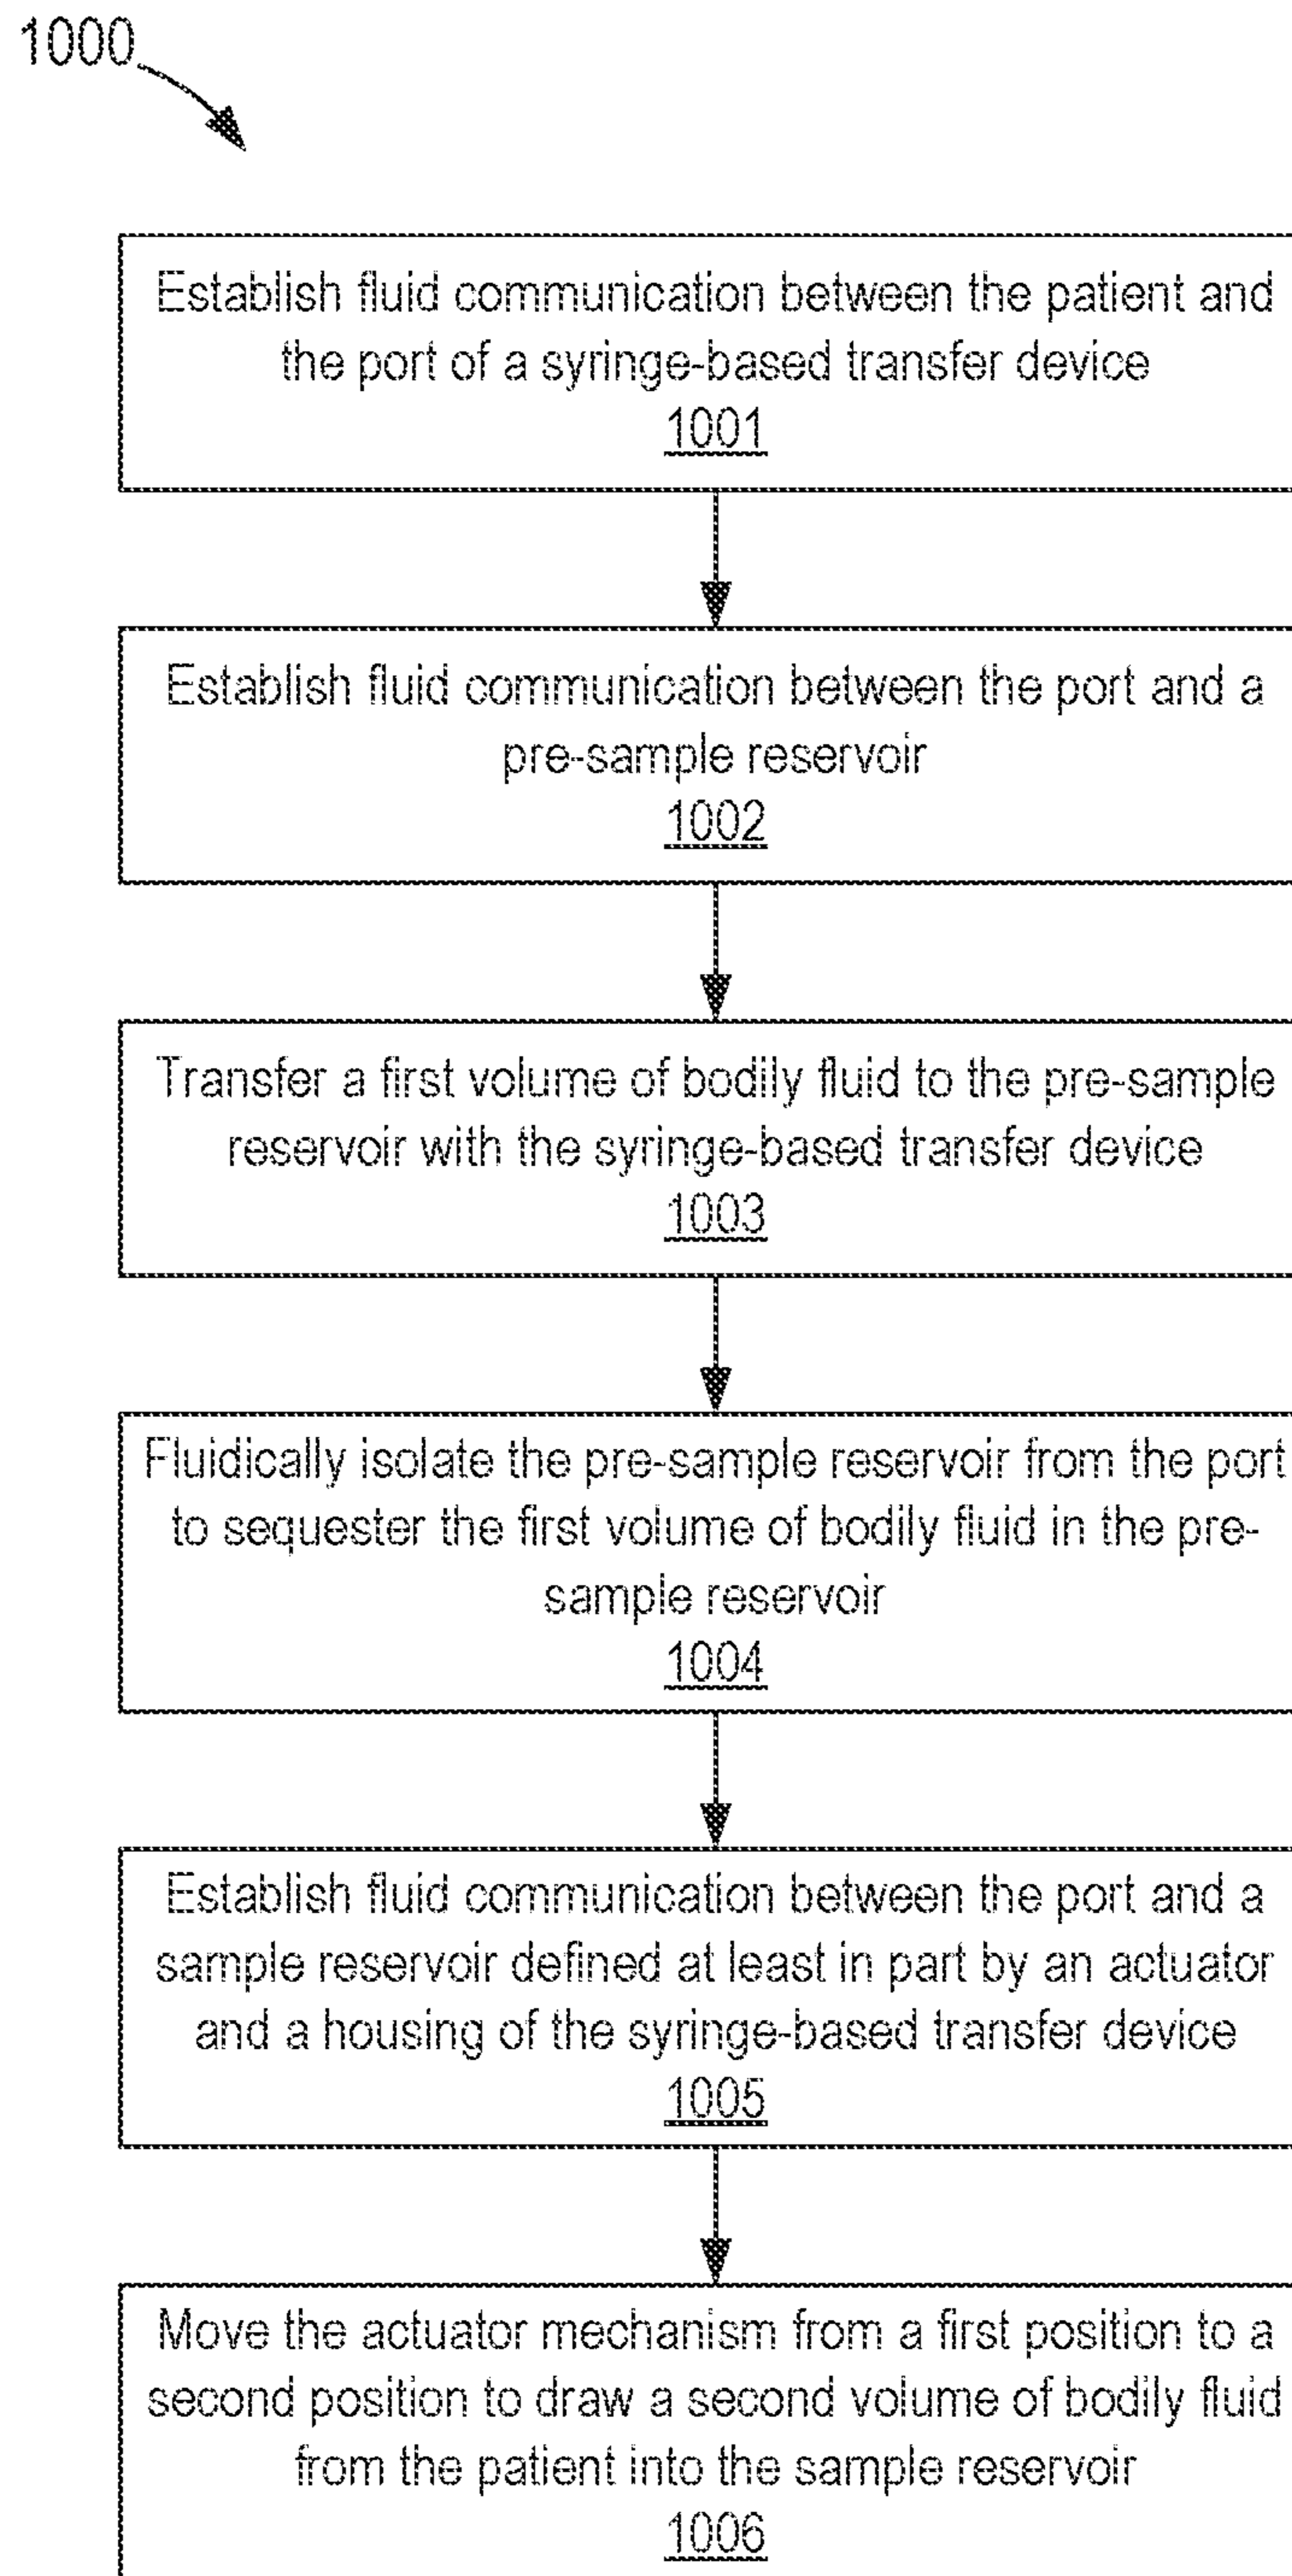 1000
Establish fluid communication between the patient and
the port of a syringe-based transfer device
1001
Establish fluid communication between the port and a
pre-sample reservoir
1002
Transfer a first volume of bodily fluid to the pre-sample
reservoir with the syringe-based transfer device
1003
Fluidically isolate the pre-sample reservoir from the port
to sequester the first volume of bodily fluid in the pre-
sample reservoir
1004
Establish fluid communication between the port and a
sample reservoir defined at least in part by an actuator
and a housing of the syringe-based transfer device
1005
Move the actuator mechanism from a first position to a
second position to draw a second volume of bodily fluid
from the patient into the sample reservoir
1006